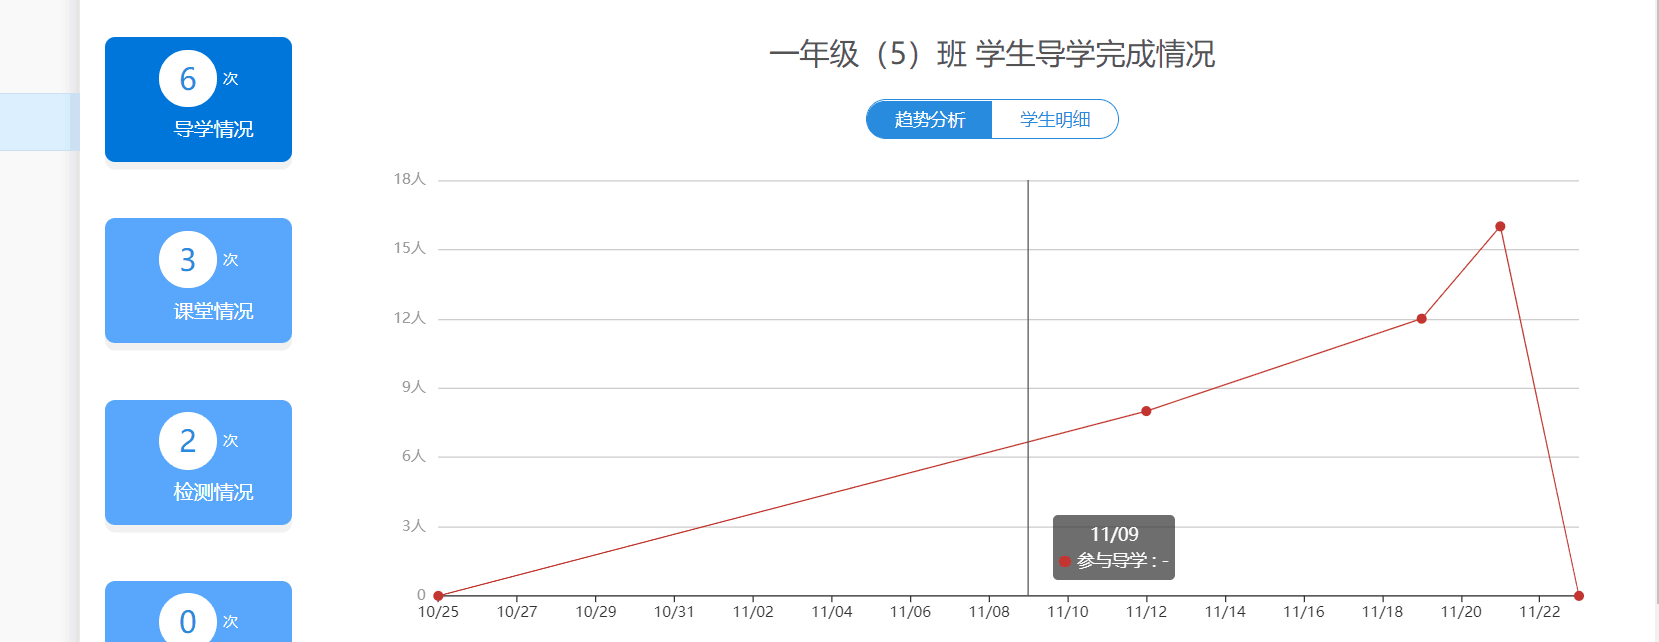 6 次
导学情况
3 次
课堂情况
2 次
检测情况
0 次
一年级（5）班 学生导学完成情况
趋势分析 学生明细
18人
15人
12人
9人
6人
3人
0
11/09
参与导学 : -
10/25 10/27 10/29 10/31 11/02 11/04 11/06 11/08 11/10 11/12 11/14 11/16 11/18 11/20 11/22